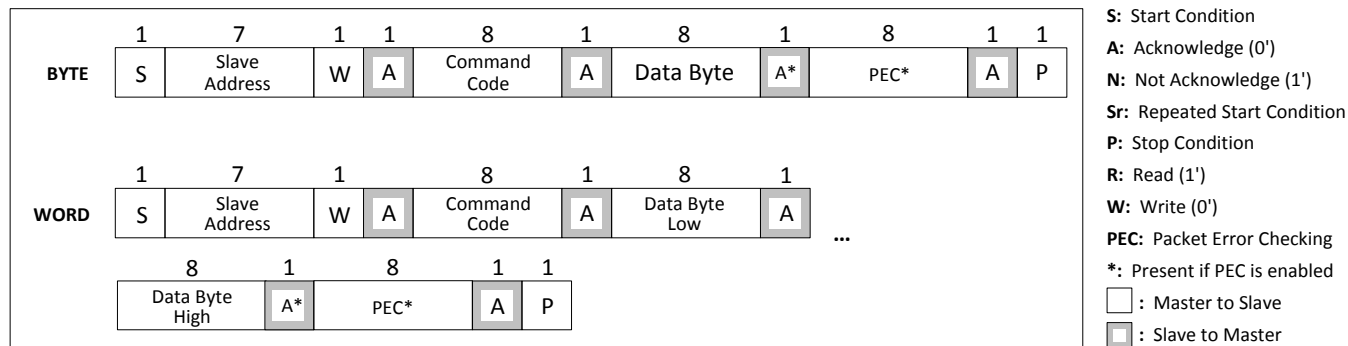 1 7 1 1 8 1 8 1 8 1 1
BYTE S Slave Address W A Command Code A Data Byte A* PEC* A P
1 7 1 8 1 8 1
WORD S Slave Address W A Command Code A Data Byte Low A ...
8 1 8 1 1
Data Byte High A* PEC* A P
S: Start Condition
A: Acknowledge (0')
N: Not Acknowledge (1')
Sr: Repeated Start Condition
P: Stop Condition
R: Read (1')
W: Write (0')
PEC: Packet Error Checking
*: Present if PEC is enabled
: Master to Slave
: Slave to Master